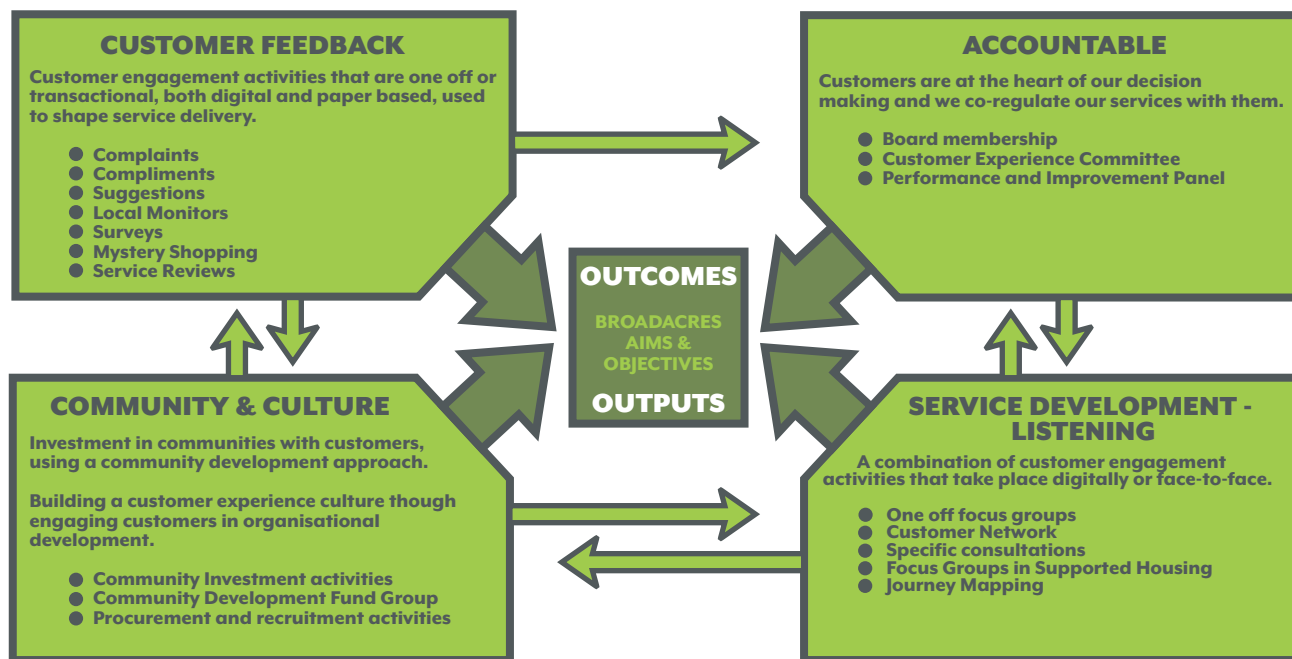 CUSTOMER FEEDBACK
Customer engagement activities that are one off or
transactional, both digital and paper based, used
to shape service delivery.
● Complaints
● Compliments
● Suggestions
● Local Monitors
● Surveys
● Mystery Shopping
● Service Reviews
ACCOUNTABLE
Customers are at the heart of our decision
making and we co-regulate our services with them.
● Board membership
● Customer Experience Committee
● Performance and Improvement Panel
OUTCOMES
BROADACRES
AIMS &
OBJECTIVES
OUTPUTS
COMMUNITY & CULTURE
Investment in communities with customers,
using a community development approach.
Building a customer experience culture though
engaging customers in organisational
development.
● Community Investment activities
● Community Development Fund Group
● Procurement and recruitment activities
SERVICE DEVELOPMENT -
LISTENING
A combination of customer engagement
activities that take place digitally or face-to-face.
● One off focus groups
● Customer Network
● Specific consultations
● Focus Groups in Supported Housing
● Journey Mapping